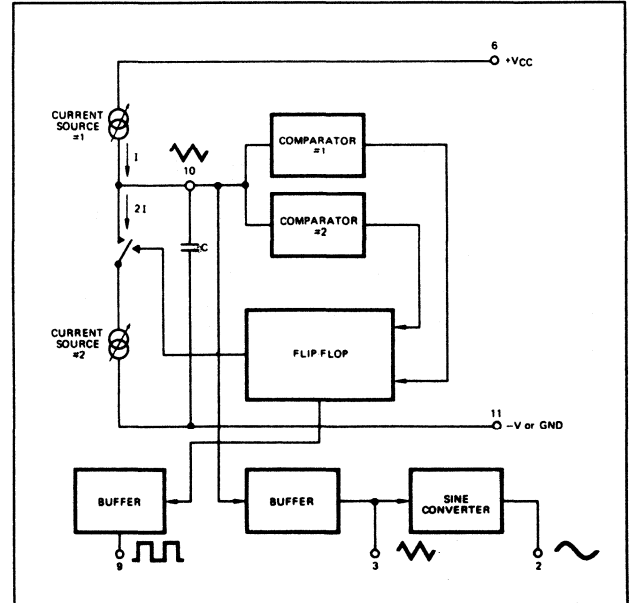 6
+VCC
CURRENT
SOURCE
#1
I
10
COMPARATOR
#1
2I
COMPARATOR
#2
C
CURRENT
SOURCE
#2
FLIP-FLOP
11
−V or GND
BUFFER
BUFFER
SINE
CONVERTER
9
3
2